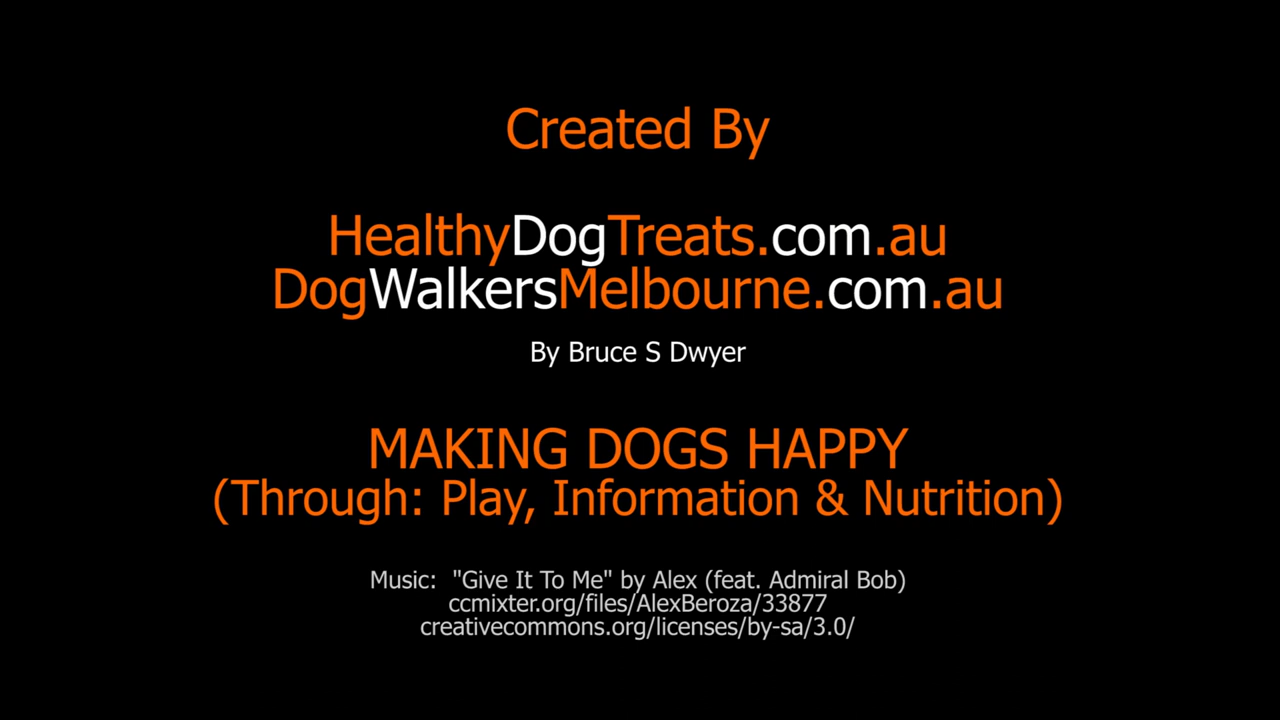 Created By
HealthyDogTreats.com.au
DogWalkersMelbourne.com.au
By Bruce S Dwyer
MAKING DOGS HAPPY
(Through: Play, Information & Nutrition)
Music:  "Give It To Me" by Alex (feat. Admiral Bob)
ccmixter.org/files/AlexBeroza/33877
creativecommons.org/licenses/by-sa/3.0/